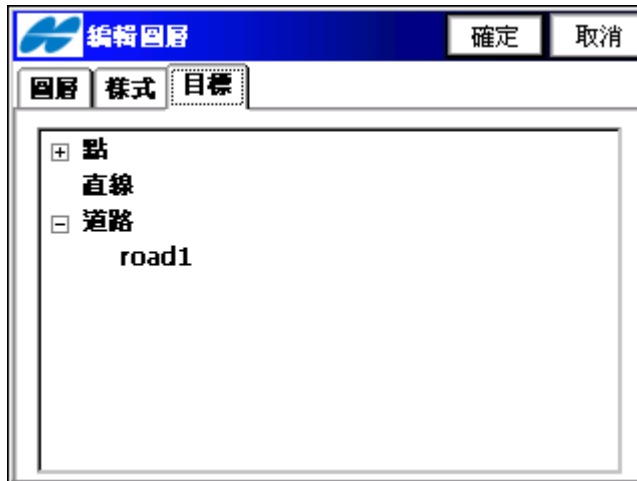 編輯圖層 確定 取消
圖層 樣式 目標
點
直線
道路
road1